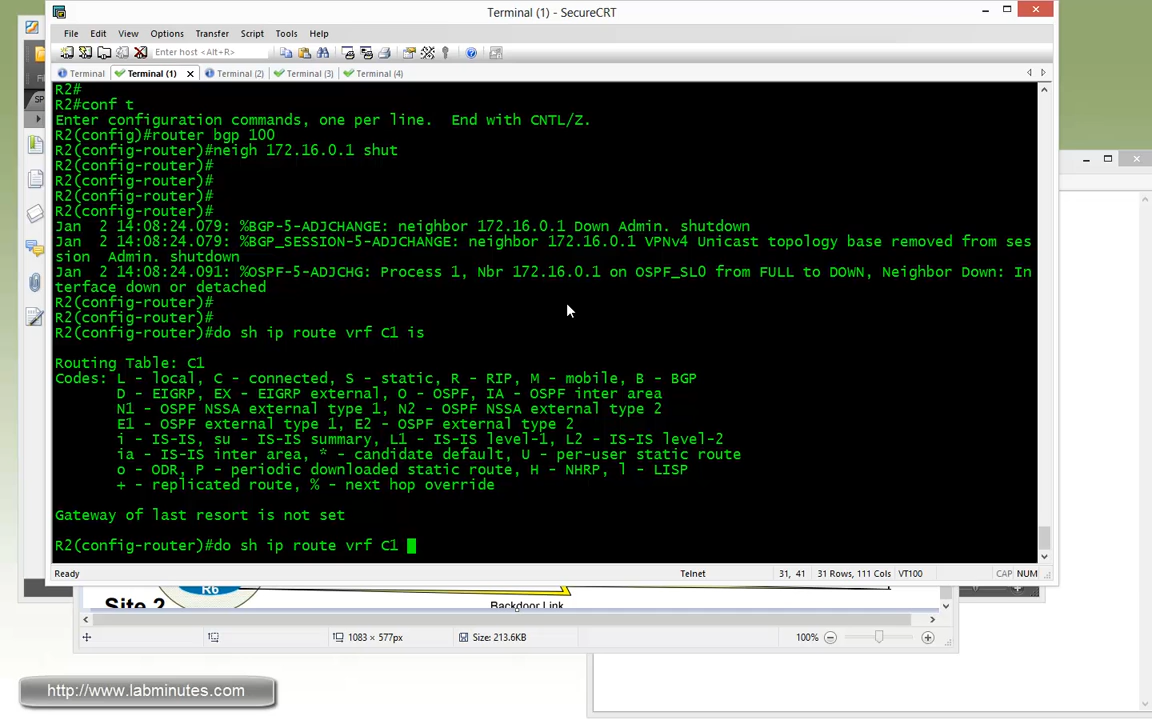 Terminal (1) - SecureCRT
File Edit View Options Transfer Script Tools Help
Enter host <Alt+R>
Terminal Terminal (1) Terminal (2) Terminal (3) Terminal (4)
R2#
R2#conf t
Enter configuration commands, one per line.  End with CNTL/Z.
R2(config)#router bgp 100
R2(config-router)#neigh 172.16.0.1 shut
R2(config-router)#
R2(config-router)#
R2(config-router)#
R2(config-router)#
Jan  2 14:08:24.079: %BGP-5-ADJCHANGE: neighbor 172.16.0.1 Down Admin. shutdown
Jan  2 14:08:24.079: %BGP_SESSION-5-ADJCHANGE: neighbor 172.16.0.1 VPNv4 Unicast topology base removed from ses
sion  Admin. shutdown
Jan  2 14:08:24.091: %OSPF-5-ADJCHG: Process 1, Nbr 172.16.0.1 on OSPF_SL0 from FULL to DOWN, Neighbor Down: In
terface down or detached
R2(config-router)#
R2(config-router)#
R2(config-router)#do sh ip route vrf C1 is
Routing Table: C1
Codes: L - local, C - connected, S - static, R - RIP, M - mobile, B - BGP
D - EIGRP, EX - EIGRP external, O - OSPF, IA - OSPF inter area
N1 - OSPF NSSA external type 1, N2 - OSPF NSSA external type 2
E1 - OSPF external type 1, E2 - OSPF external type 2
i - IS-IS, su - IS-IS summary, L1 - IS-IS level-1, L2 - IS-IS level-2
ia - IS-IS inter area, * - candidate default, U - per-user static route
o - ODR, P - periodic downloaded static route, H - NHRP, l - LISP
+ - replicated route, % - next hop override
Gateway of last resort is not set
R2(config-router)#do sh ip route vrf C1
Ready Telnet 31, 41 31 Rows, 111 Cols VT100 CAP NUM
R6
Site 2
Backdoor Link
1083 × 577px Size: 213.6KB 100%
http://www.labminutes.com